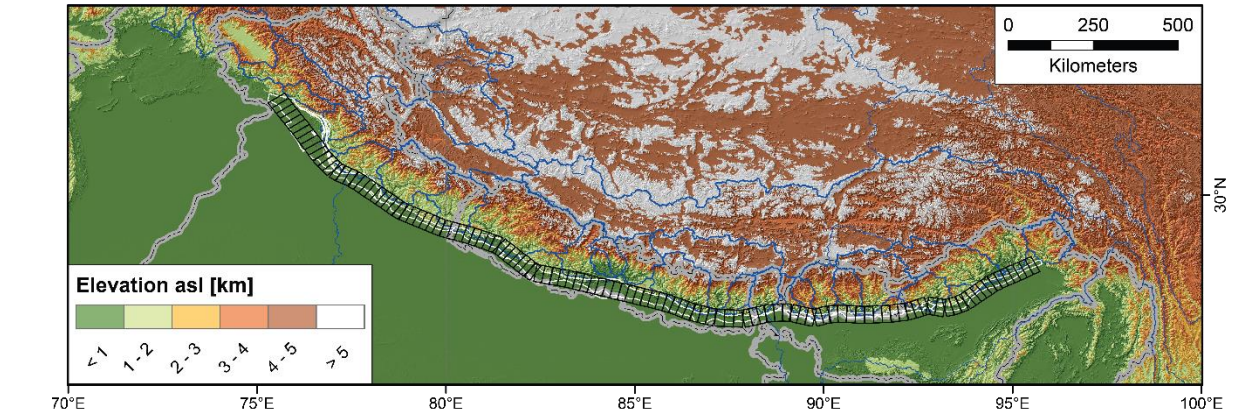 0 250 500
Kilometers
30°N
Elevation asl [km]
< 1 1 - 2 2 - 3 3 - 4 4 - 5 > 5
70°E 75°E 80°E 85°E 90°E 95°E 100°E